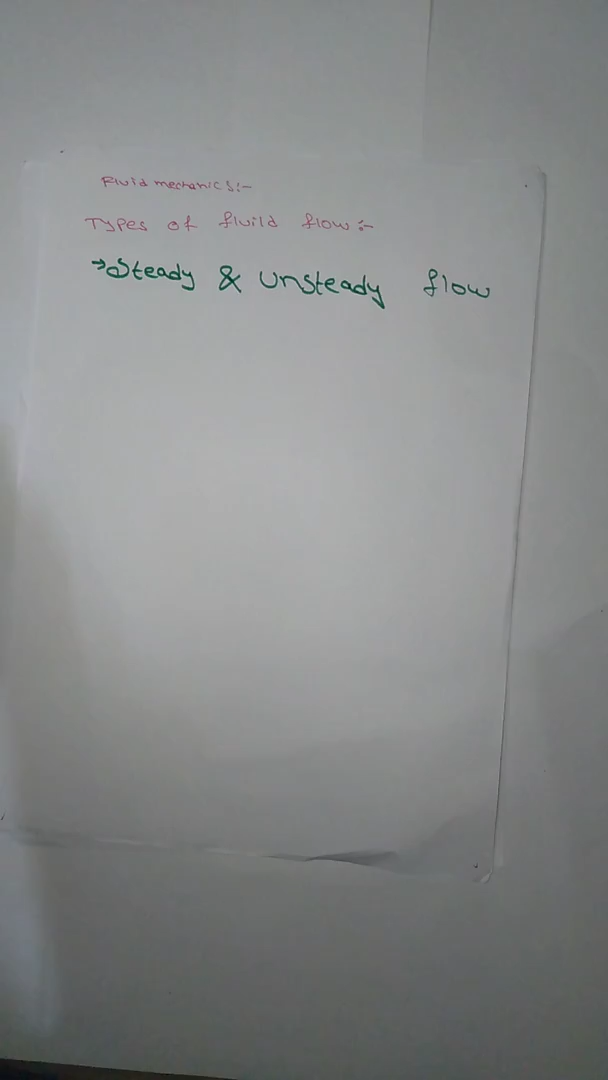 Fluid mechanics:-
Types of fluild flow:-
→Steady & Unsteady flow